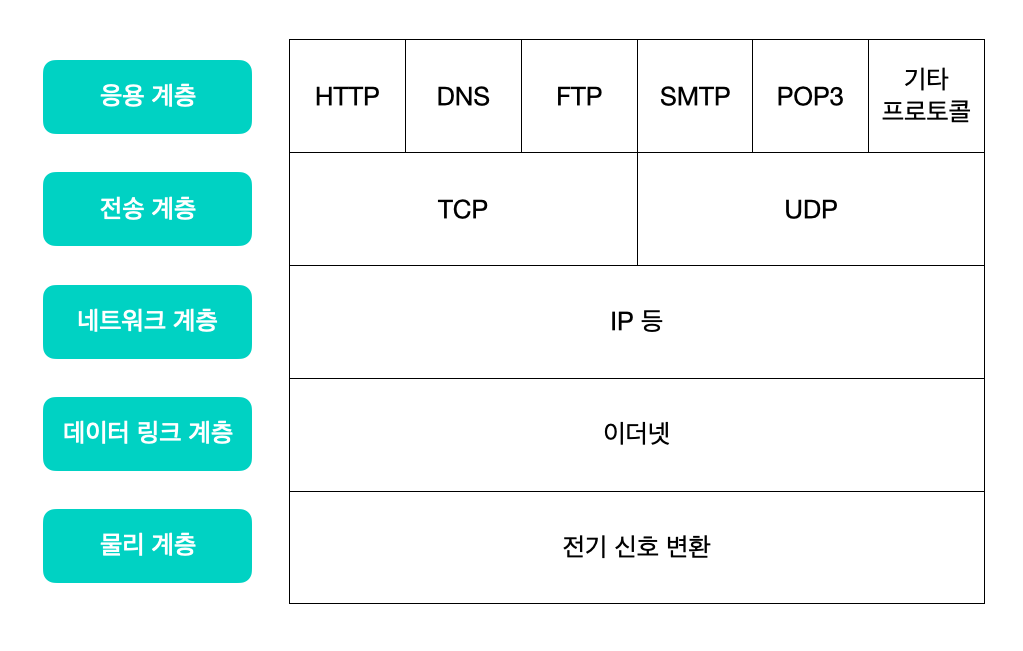 응용 계층
HTTP
DNS
FTP
SMTP
POP3
기타
프로토콜
전송 계층
TCP
UDP
네트워크 계층
IP 등
데이터 링크 계층
이더넷
물리 계층
전기 신호 변환